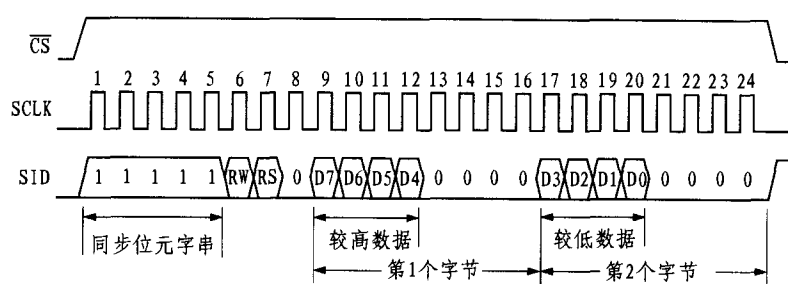 C̅S̅
1 2 3 4 5 6 7 8 9 10 11 12 13 14 15 16 17 18 19 20 21 22 23 24
SCLK
SID 1 1 1 1 1 RW RS 0 D7 D6 D5 D4 0 0 0 0 D3 D2 D1 D0 0 0 0 0
同步位元字串 较高数据 较低数据
第1个字节 第2个字节